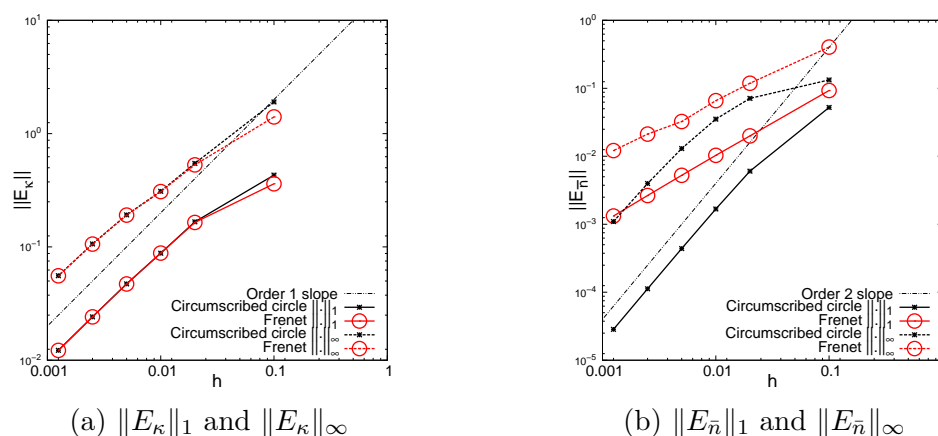 10^1
10^0
10^-1
10^-2
||E_κ||
0.001
0.01
0.1
1
h
Order 1 slope
Circumscribed circle ||.||_1
Frenet ||.||_1
Circumscribed circle ||.||_∞
Frenet ||.||_∞
(a) ‖E_κ‖_1 and ‖E_κ‖_∞
10^0
10^-1
10^-2
10^-3
10^-4
10^-5
||E_n̄||
0.001
0.01
0.1
h
Order 2 slope
Circumscribed circle ||.||_1
Frenet ||.||_1
Circumscribed circle ||.||_∞
Frenet ||.||_∞
(b) ‖E_n̄‖_1 and ‖E_n̄‖_∞